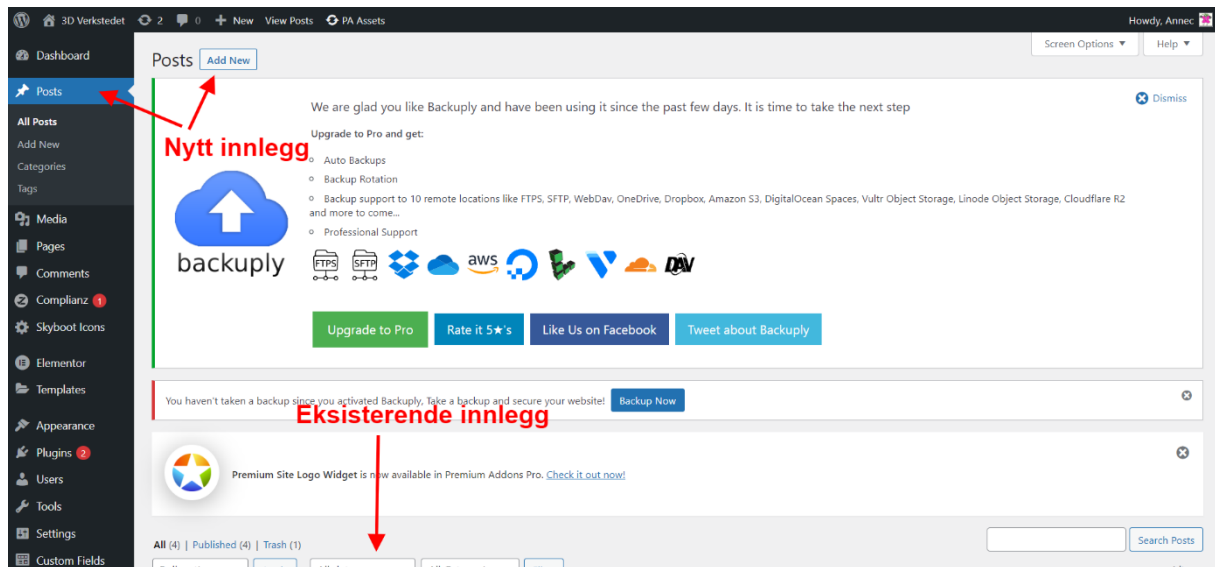 3D Verkstedet 2 0 + New View Posts PA Assets Howdy, Annec
Screen Options ▼ Help ▼
Dashboard
Posts
All Posts
Add New
Categories
Tags
Media
Pages
Comments
Complianz 1
Skyboot Icons
Elementor
Templates
Appearance
Plugins 2
Users
Tools
Settings
Custom Fields
Posts Add New
Nytt innlegg
We are glad you like Backuply and have been using it since the past few days. It is time to take the next step
Dismiss
Upgrade to Pro and get:
Auto Backups
Backup Rotation
Backup support to 10 remote locations like FTPS, SFTP, WebDav, OneDrive, Dropbox, Amazon S3, DigitalOcean Spaces, Vultr Object Storage, Linode Object Storage, Cloudflare R2
and more to come...
Professional Support
backuply
FTPS SFTP aws DAV
Upgrade to Pro Rate it 5★'s Like Us on Facebook Tweet about Backuply
You haven't taken a backup since you activated Backuply, Take a backup and secure your website! Backup Now
Eksisterende innlegg
Premium Site Logo Widget is now available in Premium Addons Pro. Check it out now!
All (4) | Published (4) | Trash (1)
Search Posts